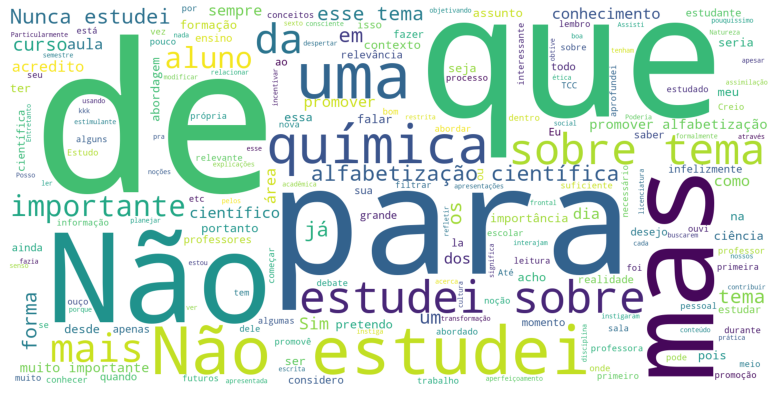 Nunca estudei
por
formação
sempre
esse tema
assunto
conhecimento
estudante
pouquíssimo
conceitos
objetivando
texto
consciente
isso
lembro
Assisti
Natureza
Particularmente
está
vez
ensino
fazer
interessante
obtive
boa
apesar
curso
aula
aluno
da
em
contexto
sobre
seria
que
de
semestre
nada
pouco
despertar
relevância
TCC
tenham
acredito
modificar
relacionar
uma
seja
todo
aprofundei
ética
assimilação
seu
abordagem
ao
processo
estudado
meu
Creio
ter
usando
própria
incentivar
promover
bom
restrita
dentro
Poderia
kkk
essa
falar
abordar
social
promover alfabetização
Entretanto
estimulante
nova
Eu
formalmente
através
científica
alguns
pra
relevante
esse
química
sobre tema
saber
Estudo
noções
explicações
área
alfabetização científica
infelizmente
Posso
ler
etc
pelos
filtrar
ou
suficiente
licenciatura
como
importante
científico
acadêmica
apresentações
necessário
sua
frontal
para
mas
informação
planejar
portanto
já
grande
os
importância
dia
desejo
na
ainda
professores
refletir
escolar
interajam
Até
ouvi
ciência
cada
buscarem
Não
começar
la
dos
leitura
foi
professor
senso
fazia
estou
debate
significa
acho
realidade
primeira
nossos
ouço
tem
estudei sobre
noção
contribuir
forma
se
porque
ver
Sim
um
cultura
transformação
momento
pessoal
tema
desde
apenas
dele
algumas
pretendo
acerca
abordado
sala
instigaram
estudar
mais
Não estudei
instiga
disciplina
professora
conteúdo
durante
muito importante
promovê
ser
onde
pode
pois
prática
meio
muito
conhecer
quando
futuros
apresentada
escrita
considero
trabalho
aperfeiçoamento
primeiro
promoção